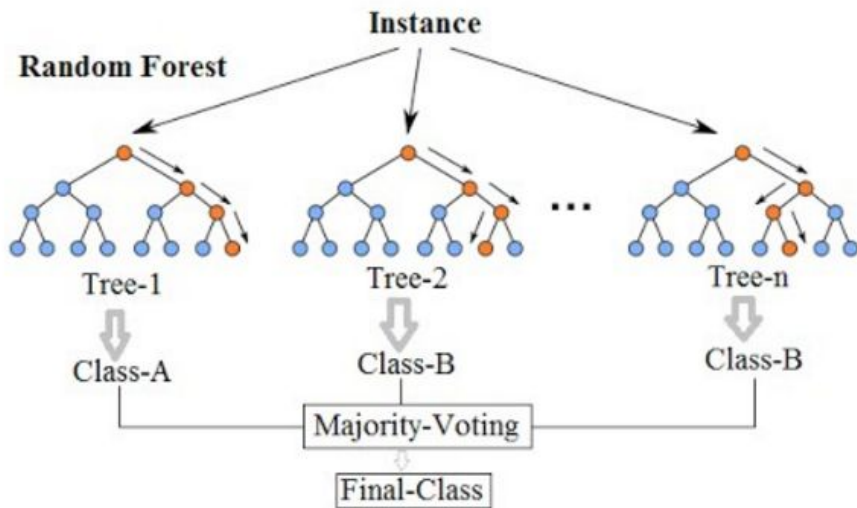 Instance
Random Forest
...
Tree-1
Tree-2
Tree-n
Class-A
Class-B
Class-B
Majority-Voting
Final-Class